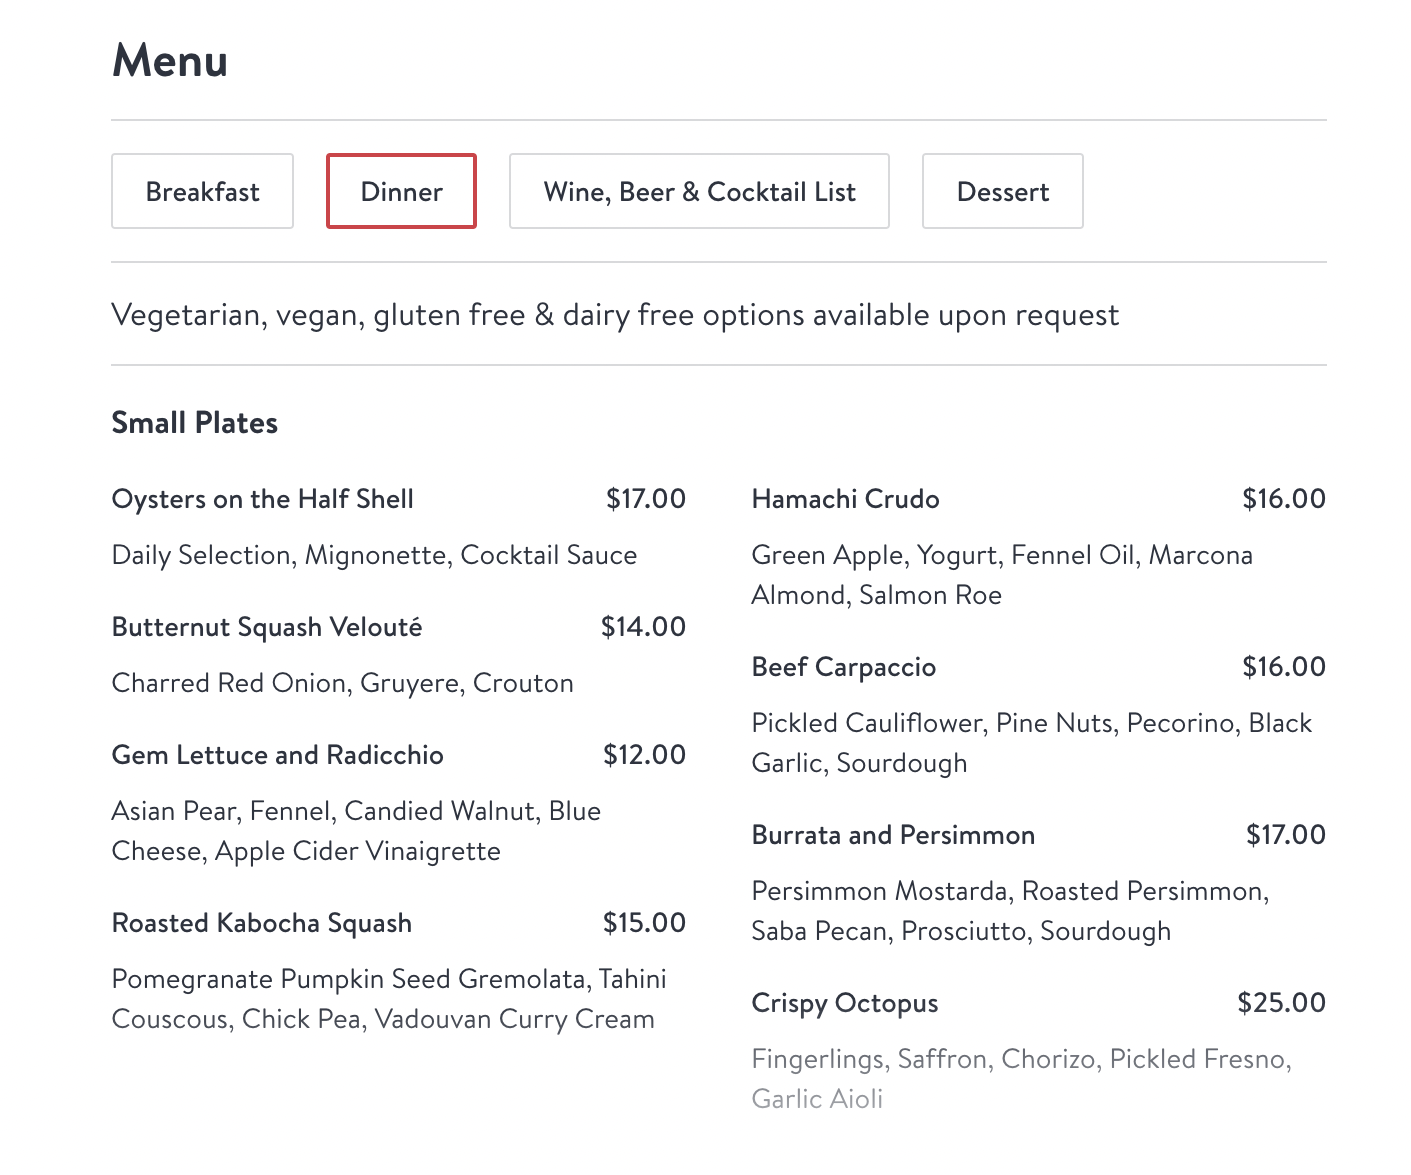 Menu
Breakfast
Dinner
Wine, Beer & Cocktail List
Dessert
Vegetarian, vegan, gluten free & dairy free options available upon request
Small Plates
Oysters on the Half Shell $17.00
Daily Selection, Mignonette, Cocktail Sauce
Butternut Squash Velouté $14.00
Charred Red Onion, Gruyere, Crouton
Gem Lettuce and Radicchio $12.00
Asian Pear, Fennel, Candied Walnut, Blue
Cheese, Apple Cider Vinaigrette
Roasted Kabocha Squash $15.00
Pomegranate Pumpkin Seed Gremolata, Tahini
Couscous, Chick Pea, Vadouvan Curry Cream
Hamachi Crudo $16.00
Green Apple, Yogurt, Fennel Oil, Marcona
Almond, Salmon Roe
Beef Carpaccio $16.00
Pickled Cauliflower, Pine Nuts, Pecorino, Black
Garlic, Sourdough
Burrata and Persimmon $17.00
Persimmon Mostarda, Roasted Persimmon,
Saba Pecan, Prosciutto, Sourdough
Crispy Octopus $25.00
Fingerlings, Saffron, Chorizo, Pickled Fresno,
Garlic Aioli